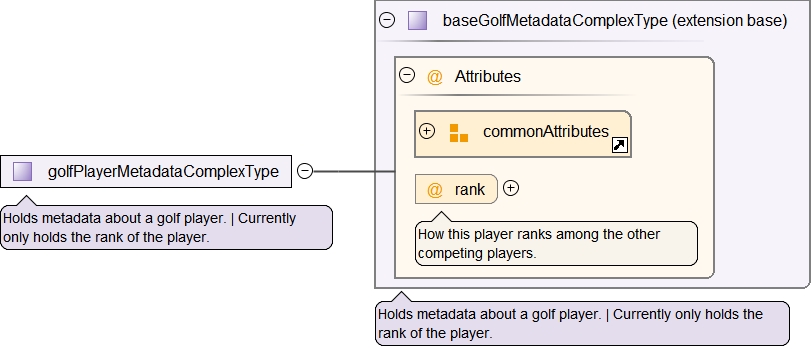 baseGolfMetadataComplexType (extension base)
@ Attributes
commonAttributes
golfPlayerMetadataComplexType
@ rank
Holds metadata about a golf player. | Currently
only holds the rank of the player.
How this player ranks among the other
competing players.
Holds metadata about a golf player. | Currently only holds the
rank of the player.